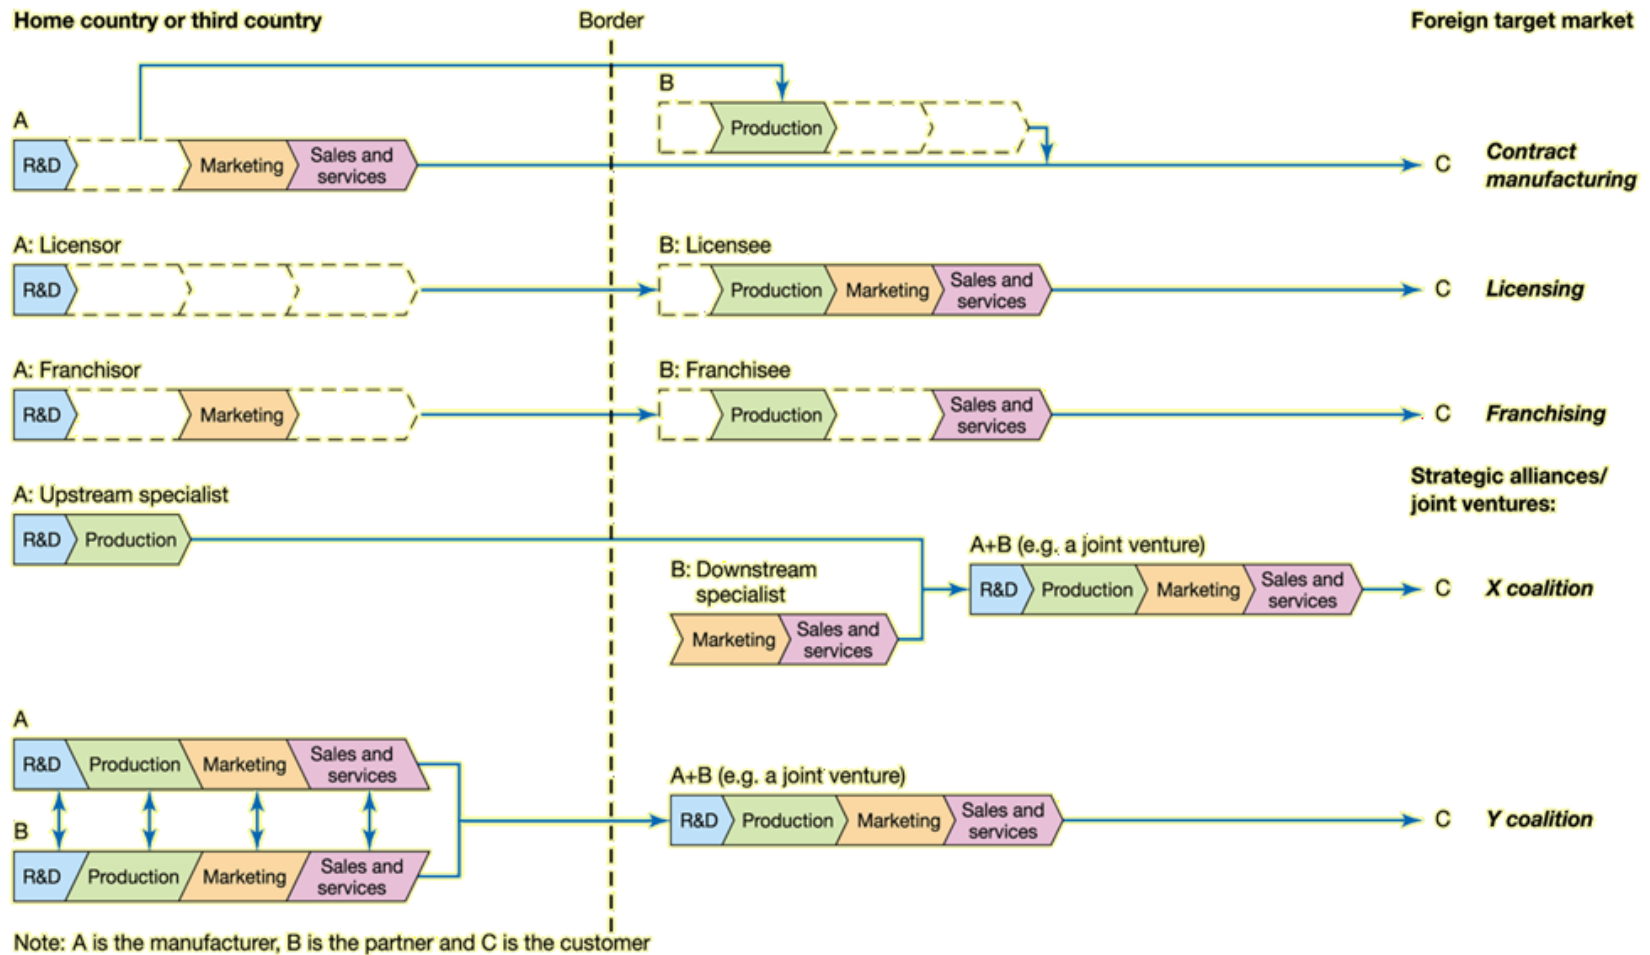 Home country or third country
Border
Foreign target market
B
Production
A
R&D
Marketing
Sales and
services
C
Contract
manufacturing
A: Licensor
R&D
B: Licensee
Production
Marketing
Sales and
services
C
Licensing
A: Franchisor
R&D
Marketing
B: Franchisee
Production
Sales and
services
C
Franchising
Strategic alliances/
joint ventures:
A: Upstream specialist
R&D
Production
B: Downstream
specialist
Marketing
Sales and
services
A+B (e.g. a joint venture)
R&D
Production
Marketing
Sales and
services
C
X coalition
A
R&D
Production
Marketing
Sales and
services
B
R&D
Production
Marketing
Sales and
services
A+B (e.g. a joint venture)
R&D
Production
Marketing
Sales and
services
C
Y coalition
Note: A is the manufacturer, B is the partner and C is the customer